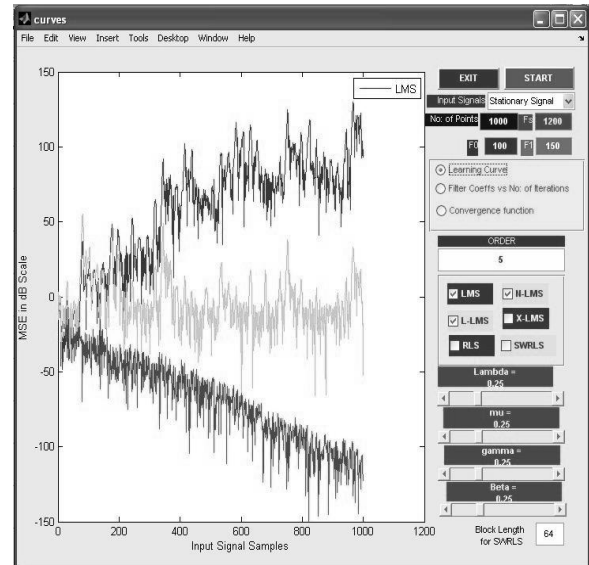 curves
File Edit View Insert Tools Desktop Window Help
150
100
50
0
-50
-100
-150
0 200 400 600 800 1000 1200
MSE in dB Scale
Input Signal Samples
LMS
EXIT START
Input Signals Stationary Signal
No: of Points 1000 Fs 1200
F0 100 F1 150
Learning Curve
Filter Coeffs vs No: of Iterations
Convergence function
ORDER
5
LMS N-LMS
L-LMS X-LMS
RLS SWRLS
Lambda =
0.25
mu =
0.25
gamma =
0.25
Beta =
0.25
Block Length
for SWRLS
64